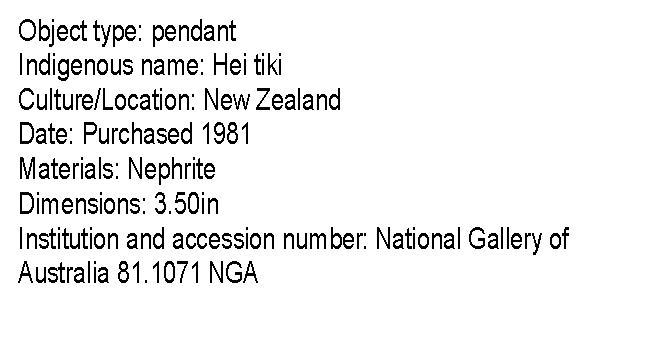 Object type: pendant
Indigenous name: Hei tiki
Culture/Location: New Zealand
Date: Purchased 1981
Materials: Nephrite
Dimensions: 3.50in
Institution and accession number: National Gallery of
Australia 81.1071 NGA